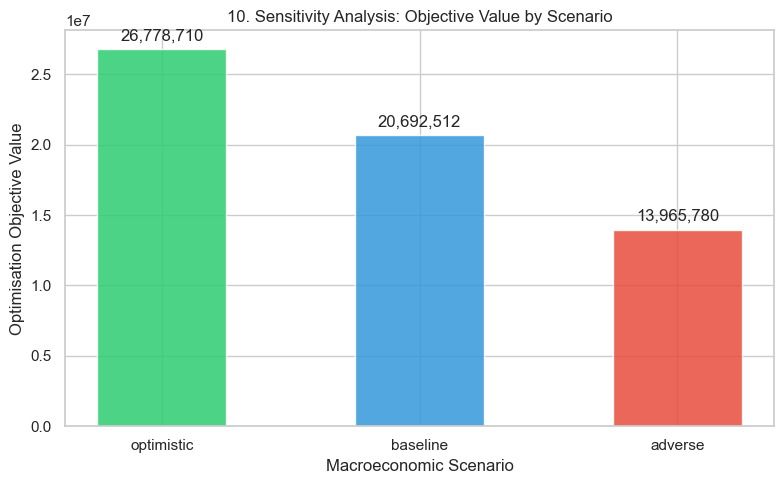 10. Sensitivity Analysis: Objective Value by Scenario
1e7
26,778,710
20,692,512
13,965,780
2.5
2.0
1.5
1.0
0.5
0.0
Optimisation Objective Value
optimistic
baseline
adverse
Macroeconomic Scenario